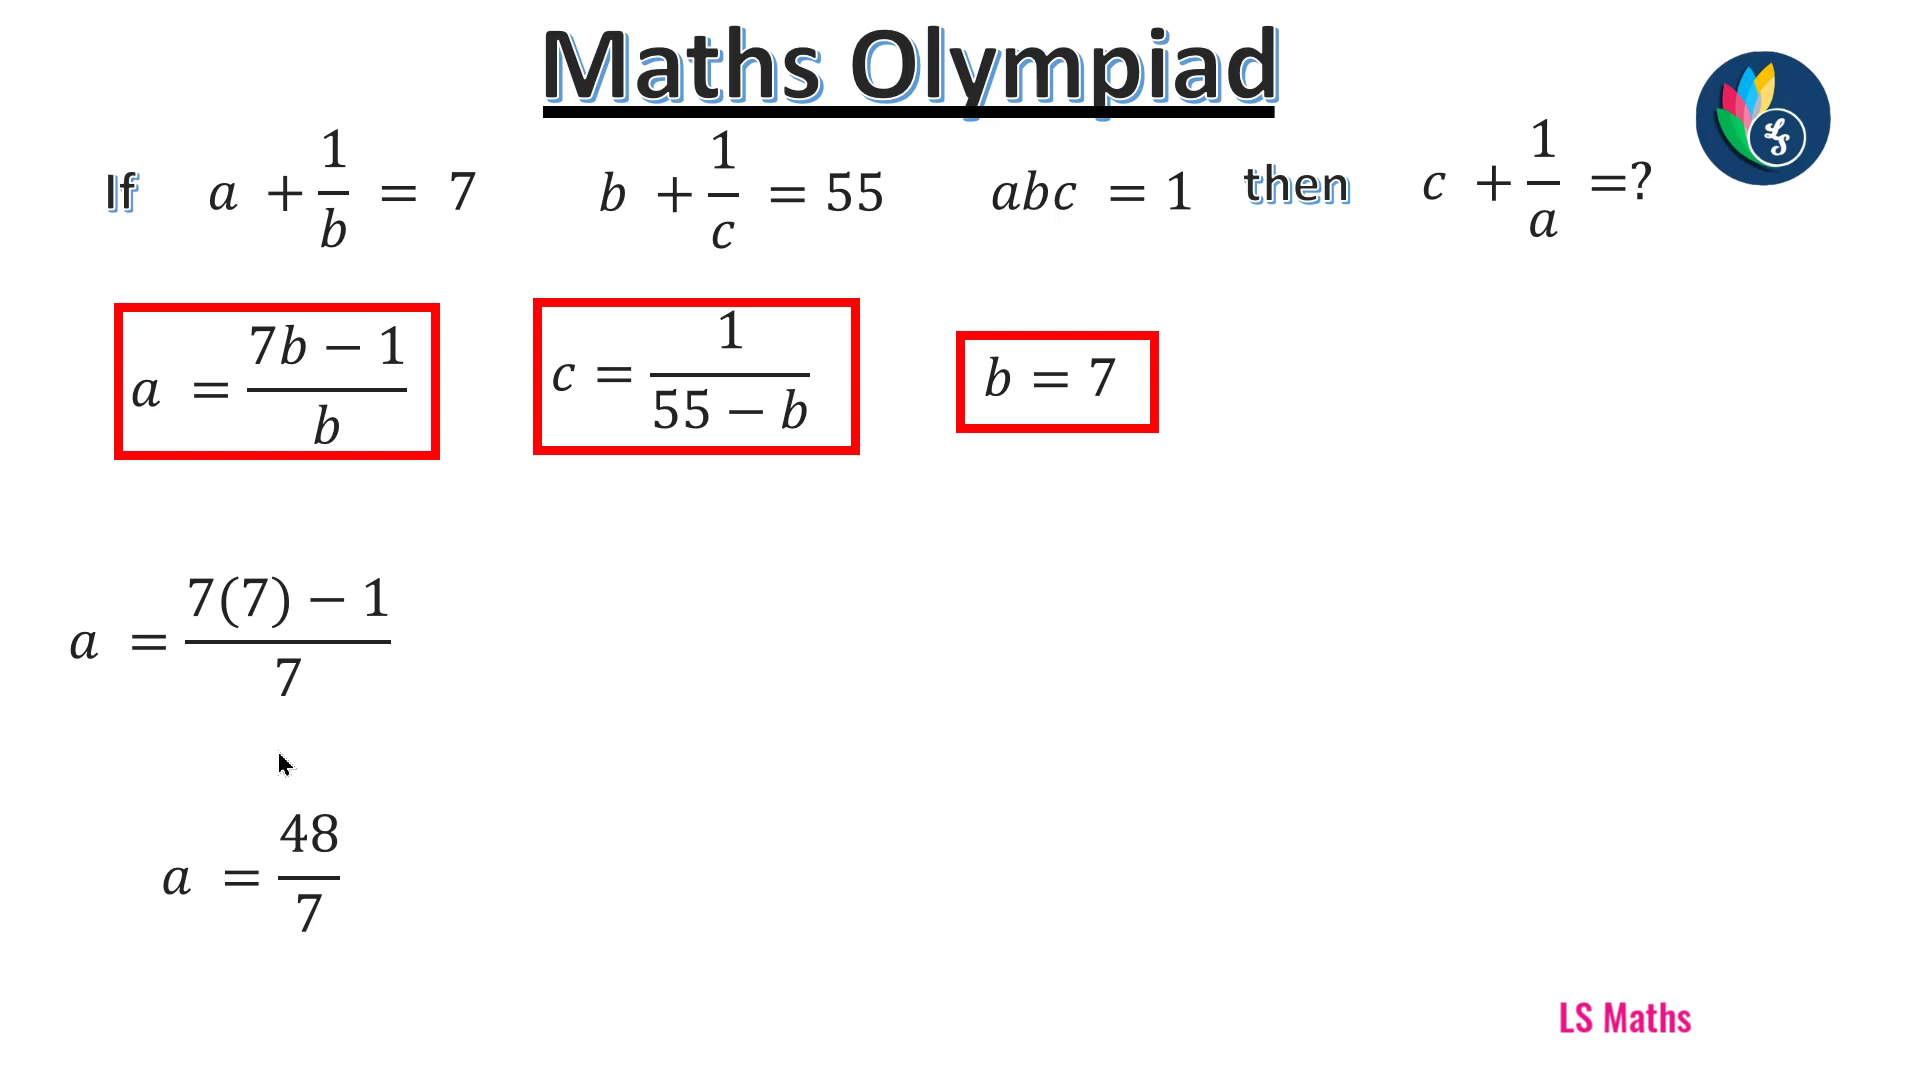 Maths Olympiad
If a + 1/b = 7 b + 1/c = 55 abc = 1 then c + 1/a =?
a = (7b − 1)/b
c = 1/(55 − b)
b = 7
a = (7(7) − 1)/7
a = 48/7
LS
LS Maths